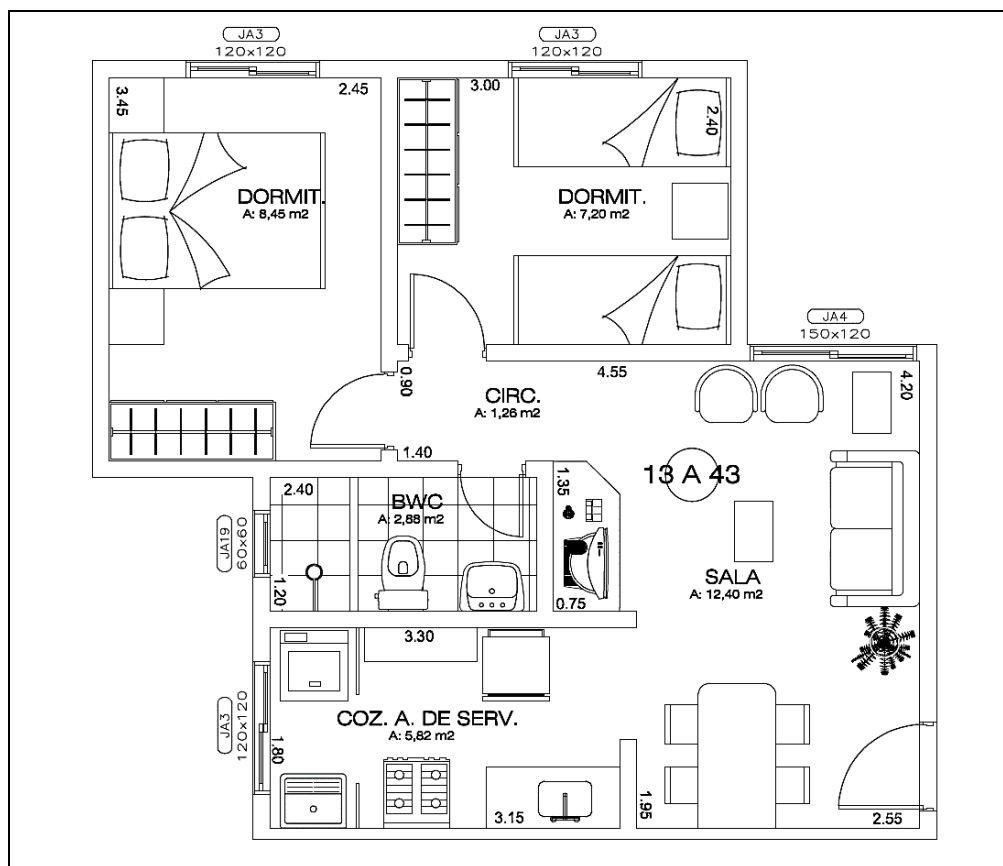 JA3
120x120
JA3
120x120
3.45
2.45
3.00
2.40
DORMIT.
A: 8,45 m2
DORMIT.
A: 7,20 m2
JA4
150x120
0.90
4.55
4.20
CIRC.
A: 1,26 m2
1.40
13 A 43
2.40
BWC
A: 2,88 m2
1.35
JA19
60x60
1.20
0.75
SALA
A: 12,40 m2
3.30
JA3
120x120
COZ. A. DE SERV.
A: 5,82 m2
1.80
3.15
1.95
2.55